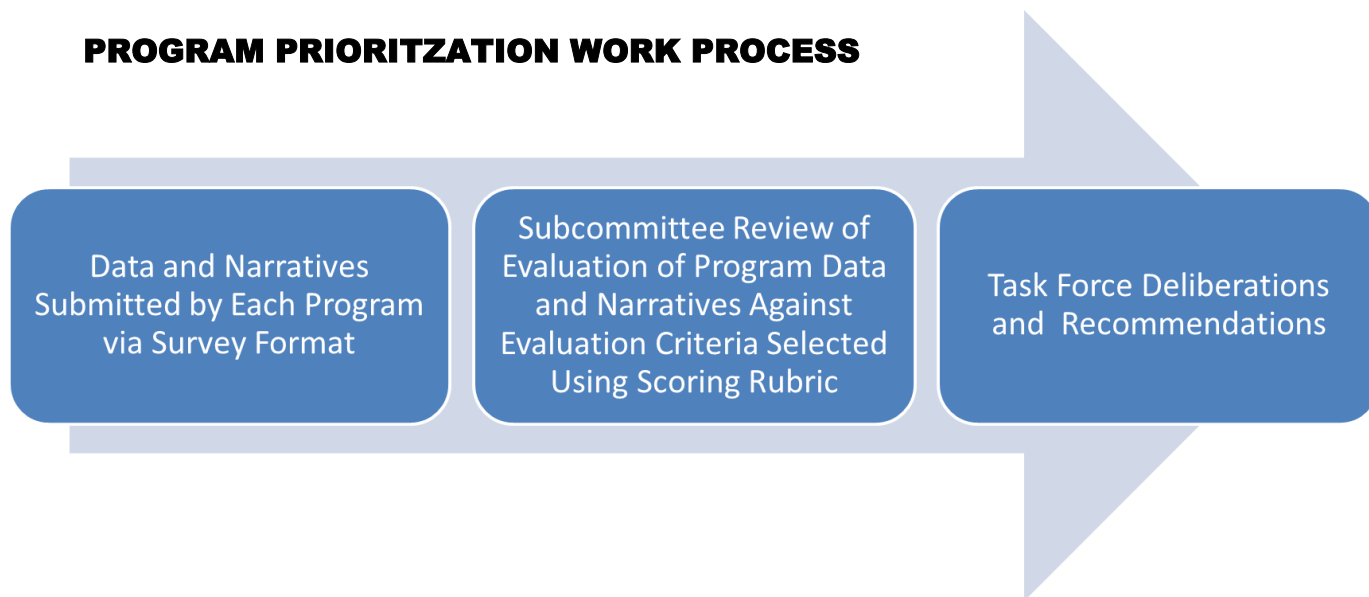 PROGRAM PRIORITZATION WORK PROCESS
Data and Narratives
Submitted by Each Program
via Survey Format
Subcommittee Review of
Evaluation of Program Data
and Narratives Against
Evaluation Criteria Selected
Using Scoring Rubric
Task Force Deliberations
and  Recommendations